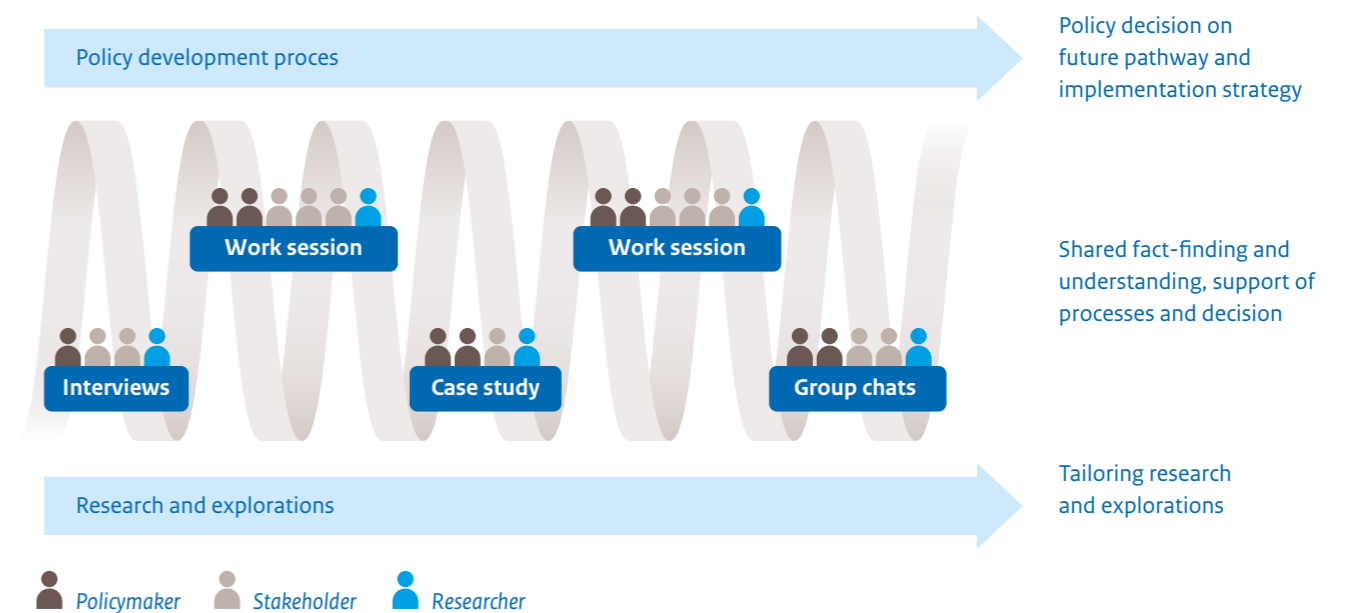 Policy development proces
Policy decision on
future pathway and
implementation strategy
Work session
Work session
Shared fact-finding and
understanding, support of
processes and decision
Interviews
Case study
Group chats
Research and explorations
Tailoring research
and explorations
Policymaker
Stakeholder
Researcher